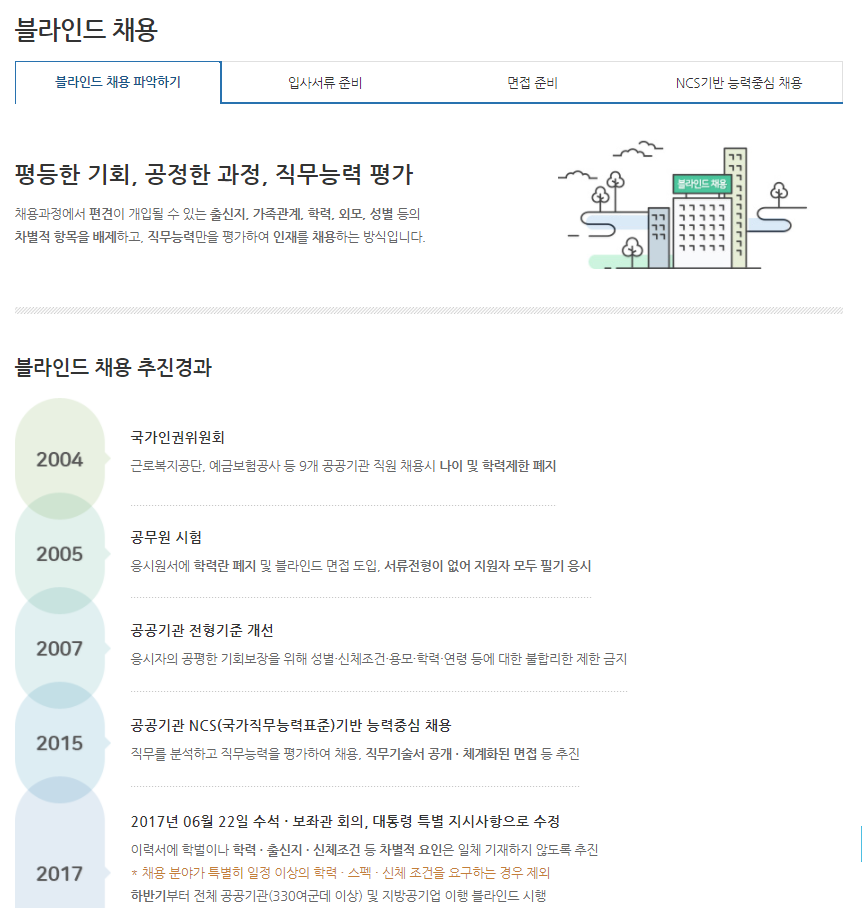 블라인드 채용
블라인드 채용 파악하기
입사서류 준비
면접 준비
NCS기반 능력중심 채용
평등한 기회, 공정한 과정, 직무능력 평가
채용과정에서 편견이 개입될 수 있는 출신지, 가족관계, 학력, 외모, 성별 등의
차별적 항목을 배제하고, 직무능력만을 평가하여 인재를 채용하는 방식입니다.
블라인드 채용
블라인드 채용 추진경과
2004
국가인권위원회
근로복지공단, 예금보험공사 등 9개 공공기관 직원 채용시 나이 및 학력제한 폐지
2005
공무원 시험
응시원서에 학력란 폐지 및 블라인드 면접 도입, 서류전형이 없어 지원자 모두 필기 응시
2007
공공기관 전형기준 개선
응시자의 공평한 기회보장을 위해 성별·신체조건·용모·학력·연령 등에 대한 불합리한 제한 금지
2015
공공기관 NCS(국가직무능력표준)기반 능력중심 채용
직무를 분석하고 직무능력을 평가하여 채용, 직무기술서 공개 · 체계화된 면접 등 추진
2017
2017년 06월 22일 수석 · 보좌관 회의, 대통령 특별 지시사항으로 수정
이력서에 학벌이나 학력 · 출신지 · 신체조건 등 차별적 요인은 일체 기재하지 않도록 추진
* 채용 분야가 특별히 일정 이상의 학력 · 스펙 · 신체 조건을 요구하는 경우 제외
하반기부터 전체 공공기관(330여군데 이상) 및 지방공기업 이행 블라인드 시행